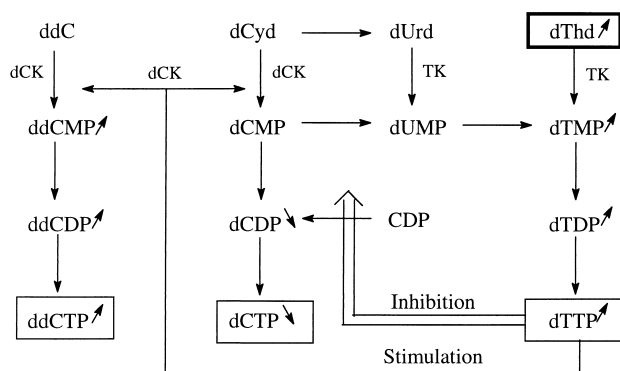 ddC dCyd dUrd dThd
dCK dCK dCK TK TK
ddCMP dCMP dUMP dTMP
ddCDP dCDP CDP dTDP
Inhibition
ddCTP dCTP dTTP
Stimulation